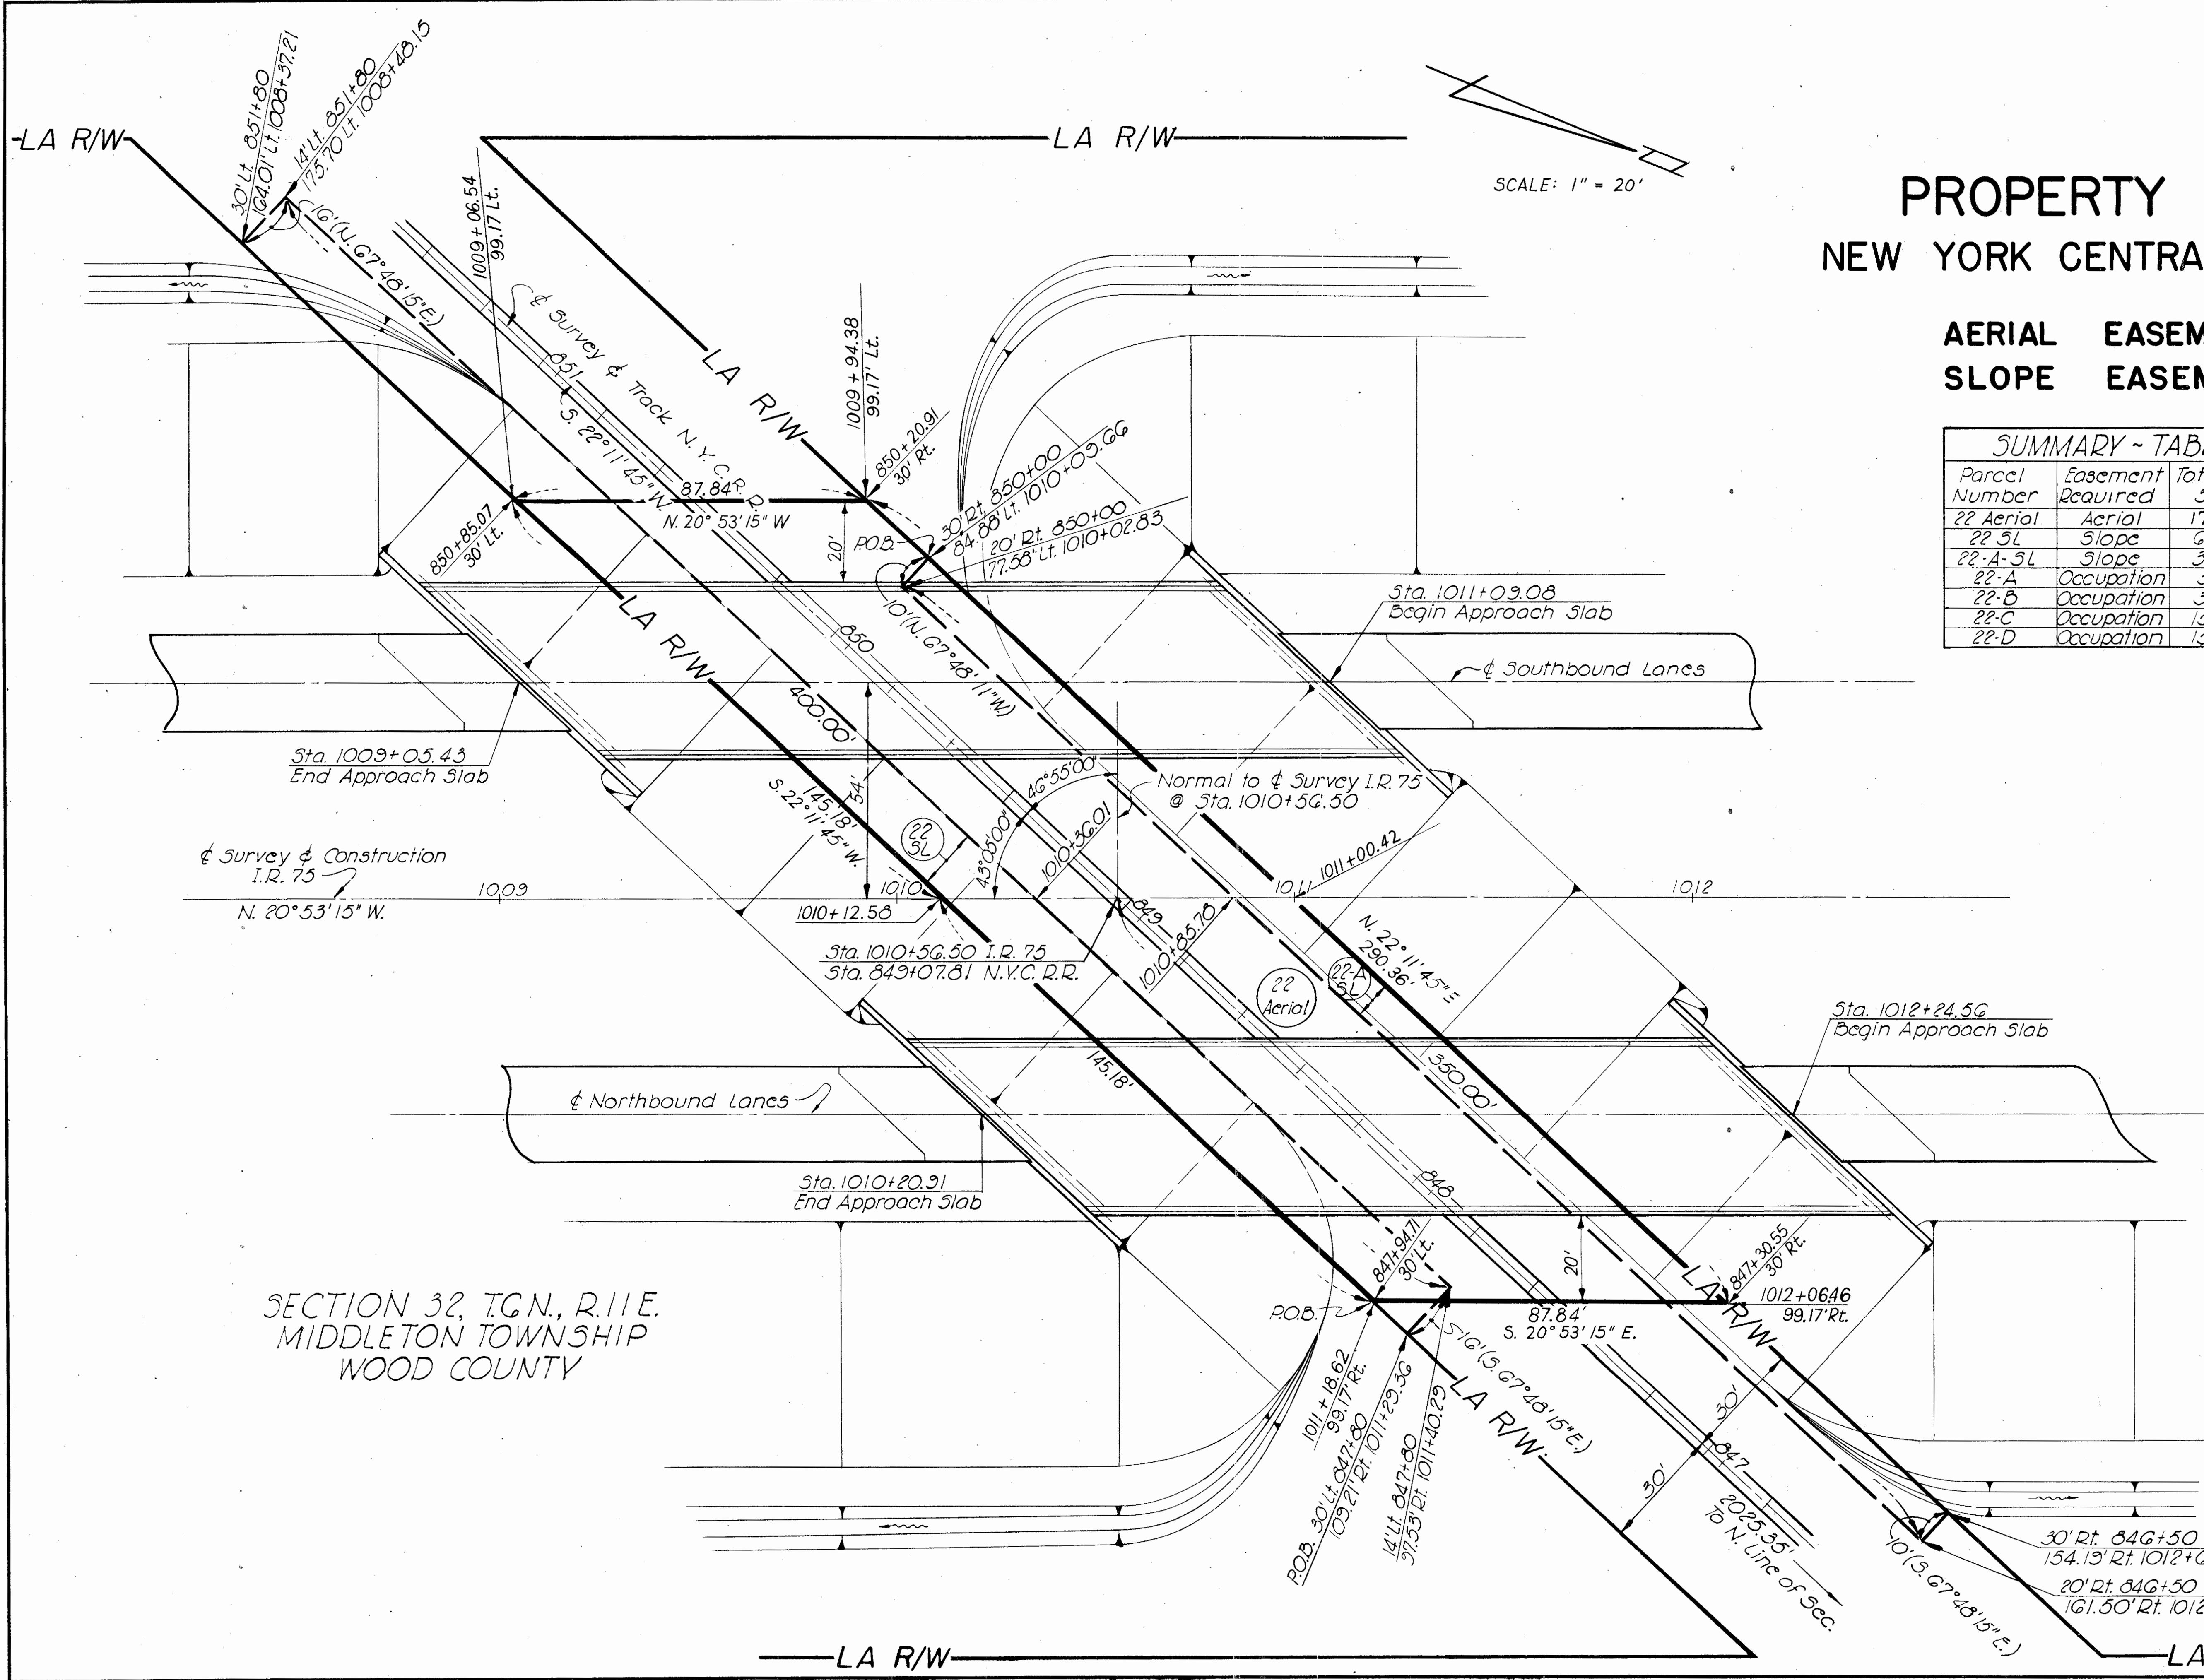 30' Lt. 851+80
164.01' Lt. 1008+37.21
14' Lt. 851+80
175.70 Lt. 1008+48.15
LA R/W
LA R/W
SCALE: 1" = 20'
PROPERTY
NEW YORK CENTRA
AERIAL EASEM
SLOPE EASEM
SUMMARY ~ TAB
Parcel Number
Easement Required
Tot
22 Aerial Aerial 17
22 SL Slope 6
22-A-SL Slope 3
22-A Occupation 3
22-B Occupation 3
22-C Occupation 13
22-D Occupation 13
16' (N. 67° 48' 15" E.)
1009+06.54
99.17 Lt.
₵ Survey ₵ Track N.Y.C.R.R.
851
S. 22° 11' 45" W.
LA R/W
1009+94.38
99.17' Lt.
850+20.91
30' Rt.
30' Rt. 850+00
84.88' Lt. 1010+09.66
20' Rt. 850+00
77.58' Lt. 1010+02.83
87.84'
N. 20° 53' 15" W
850+85.07
30' Lt.
20'
P.O.B.
10' (N. 67° 48' 11" W.)
850
LA R/W
Sta. 1011+09.08
Begin Approach Slab
₵ Southbound Lanes
Sta. 1009+05.43
End Approach Slab
400.00'
54'
145.18'
S. 22° 11' 45" W.
46° 55' 00"
43° 05' 00"
1010+36.01
Normal to ₵ Survey I.R. 75
@ Sta. 1010+56.50
22
SL
1011+00.42
₵ Survey & Construction
I.R. 75
N. 20° 53' 15" W.
1009
1010
1011
1012
1010+12.58
849
Sta. 1010+56.50 I.R. 75
Sta. 849+07.81 N.Y.C. R.R.
1010+85.78
N. 22° 11' 45" E
290.36'
22
Aerial
22-A
SL
Sta. 1012+24.56
Begin Approach Slab
145.18'
350.00'
₵ Northbound Lanes
Sta. 1010+20.91
End Approach Slab
848
847+94.71
30' Lt.
20'
847+30.55
30' Rt.
1012+06.46
99.17' Rt.
LA R/W
P.O.B.
87.84'
S. 20° 53' 15" E.
SECTION 32, T.6N., R.11E.
MIDDLETON TOWNSHIP
WOOD COUNTY
1011+18.62
99.17' Rt.
P.O.B. 30' Lt. 847+80
109.21' Rt. 1011+29.36
14' Lt. 847+80
97.53' Rt. 1011+40.29
16' (S. 67° 48' 15" E.)
LA R/W
30'
30'
847
2025.35'
To N. Line of Sec.
10' (S. 67° 48' 15" E.)
30' Rt. 846+50
154.19' Rt. 1012+6
20' Rt. 846+50
161.50' Rt. 1012
LA R/W
LA